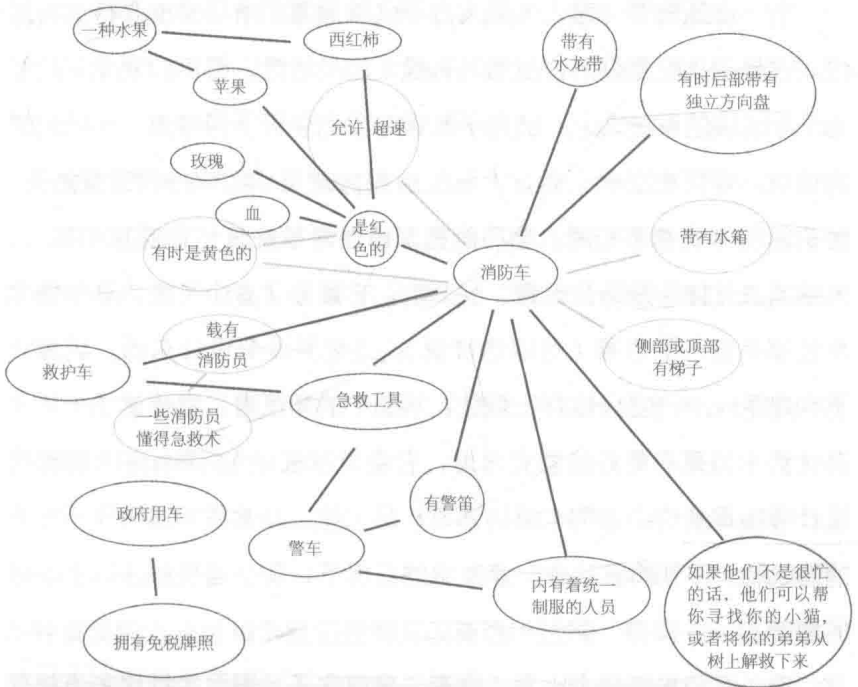 一种水果
西红柿
带有
水龙带
有时后部带有
独立方向盘
苹果
允许 超速
玫瑰
血
是红
色的
有时是黄色的
消防车
带有水箱
载有
消防员
救护车
急救工具
侧部或顶部
有梯子
一些消防员
懂得急救术
有警笛
政府用车
警车
内有着统一
制服的人员
如果他们不是很忙
的话，他们可以帮
你寻找你的小猫，
或者将你的弟弟从
树上解救下来
拥有免税牌照